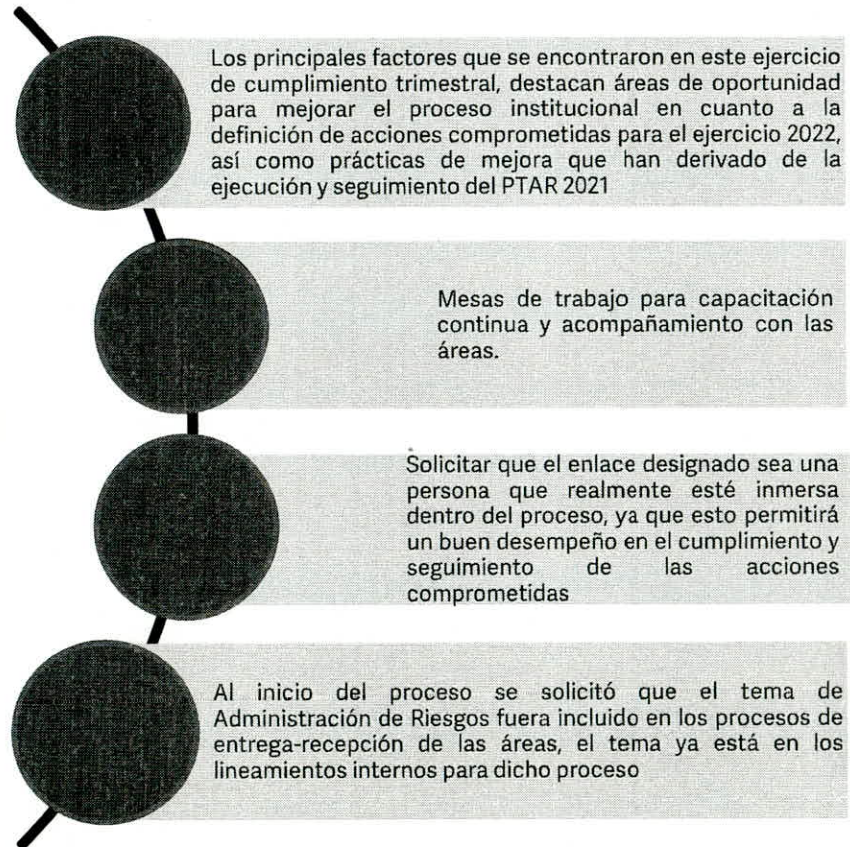 Los principales factores que se encontraron en este ejercicio
de cumplimiento trimestral, destacan áreas de oportunidad
para mejorar el proceso institucional en cuanto a la
definición de acciones comprometidas para el ejercicio 2022,
así como prácticas de mejora que han derivado de la
ejecución y seguimiento del PTAR 2021
Mesas de trabajo para capacitación
continua y acompañamiento con las
áreas.
Solicitar que el enlace designado sea una
persona que realmente esté inmersa
dentro del proceso, ya que esto permitirá
un buen desempeño en el cumplimiento y
seguimiento de las acciones
comprometidas
Al inicio del proceso se solicitó que el tema de
Administración de Riesgos fuera incluido en los procesos de
entrega-recepción de las áreas, el tema ya está en los
lineamientos internos para dicho proceso